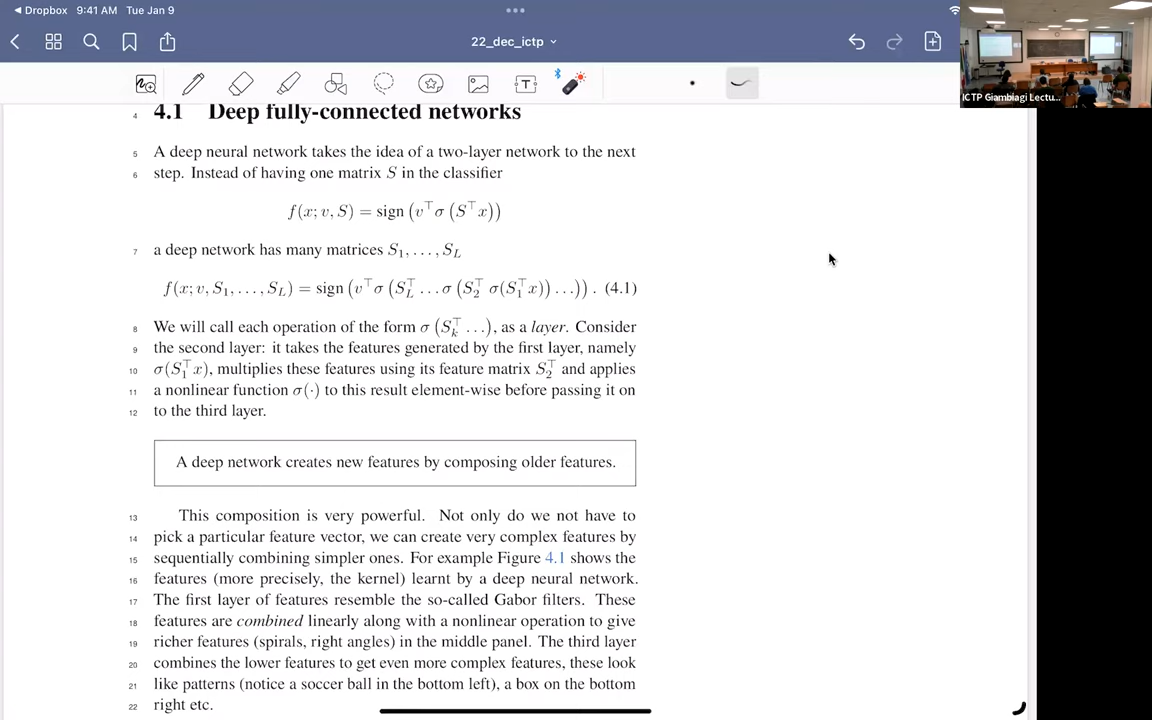 Dropbox 9:41 AM Tue Jan 9
22_dec_ictp
ICTP Giambiagi Lectu...
4 4.1 Deep fully-connected networks
5 A deep neural network takes the idea of a two-layer network to the next
6 step. Instead of having one matrix S in the classifier
f(x; v, S) = sign (v⊤σ (S⊤x))
7 a deep network has many matrices S₁, . . . , S_L
f(x; v, S₁, . . . , S_L) = sign (v⊤σ (S_L⊤ . . . σ (S₂⊤ σ(S₁⊤x)) . . .)) . (4.1)
8 We will call each operation of the form σ (S_k⊤ . . .), as a layer. Consider
9 the second layer: it takes the features generated by the first layer, namely
10 σ(S₁⊤x), multiplies these features using its feature matrix S₂⊤ and applies
11 a nonlinear function σ(·) to this result element-wise before passing it on
12 to the third layer.
A deep network creates new features by composing older features.
13 This composition is very powerful. Not only do we not have to
14 pick a particular feature vector, we can create very complex features by
15 sequentially combining simpler ones. For example Figure 4.1 shows the
16 features (more precisely, the kernel) learnt by a deep neural network.
17 The first layer of features resemble the so-called Gabor filters. These
18 features are combined linearly along with a nonlinear operation to give
19 richer features (spirals, right angles) in the middle panel. The third layer
20 combines the lower features to get even more complex features, these look
21 like patterns (notice a soccer ball in the bottom left), a box on the bottom
22 right etc.